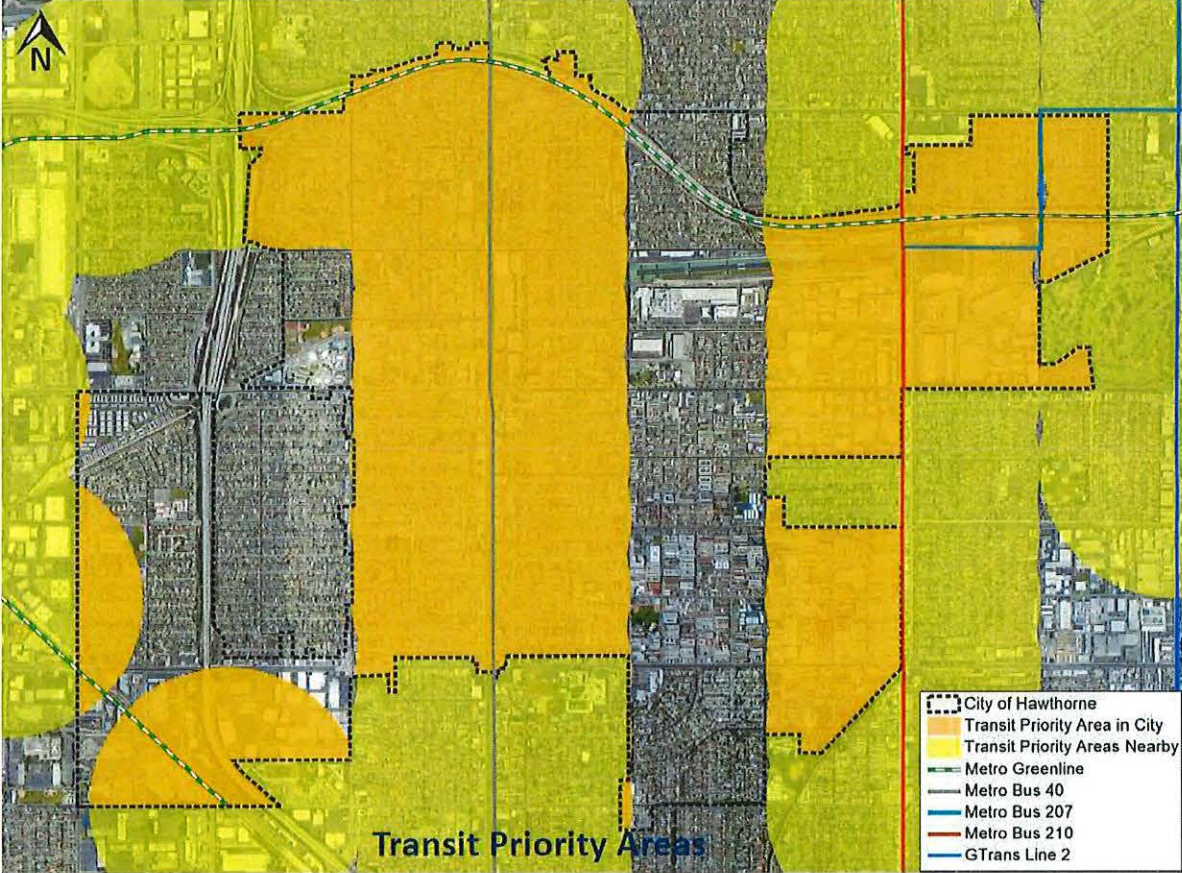 N
City of Hawthorne
Transit Priority Area in City
Transit Priority Areas Nearby
Metro Greenline
Metro Bus 40
Metro Bus 207
Metro Bus 210
GTrans Line 2
Transit Priority Areas